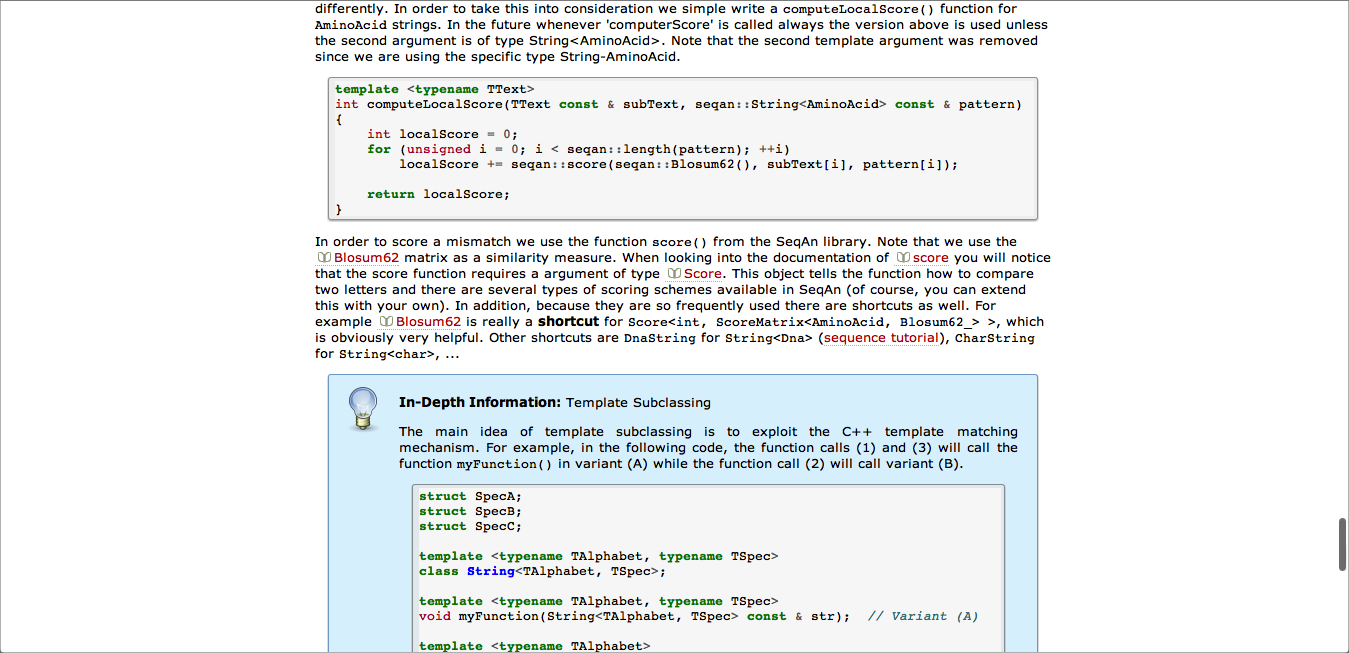 differently. In order to take this into consideration we simple write a computeLocalScore() function for
AminoAcid strings. In the future whenever 'computerScore' is called always the version above is used unless
the second argument is of type String<AminoAcid>. Note that the second template argument was removed
since we are using the specific type String-AminoAcid.
template <typename TText>
int computeLocalScore(TText const & subText, seqan::String<AminoAcid> const & pattern)
{
    int localScore = 0;
    for (unsigned i = 0; i < seqan::length(pattern); ++i)
        localScore += seqan::score(seqan::Blosum62(), subText[i], pattern[i]);
    return localScore;
}
In order to score a mismatch we use the function score() from the SeqAn library. Note that we use the
Blosum62 matrix as a similarity measure. When looking into the documentation of score you will notice
that the score function requires a argument of type Score. This object tells the function how to compare
two letters and there are several types of scoring schemes available in SeqAn (of course, you can extend
this with your own). In addition, because they are so frequently used there are shortcuts as well. For
example Blosum62 is really a shortcut for Score<int, ScoreMatrix<AminoAcid, Blosum62_> >, which
is obviously very helpful. Other shortcuts are DnaString for String<Dna> (sequence tutorial), CharString
for String<char>, ...
In-Depth Information: Template Subclassing
The main idea of template subclassing is to exploit the C++ template matching
mechanism. For example, in the following code, the function calls (1) and (3) will call the
function myFunction() in variant (A) while the function call (2) will call variant (B).
struct SpecA;
struct SpecB;
struct SpecC;
template <typename TAlphabet, typename TSpec>
class String<TAlphabet, TSpec>;
template <typename TAlphabet, typename TSpec>
void myFunction(String<TAlphabet, TSpec> const & str);  // Variant (A)
template <typename TAlphabet>